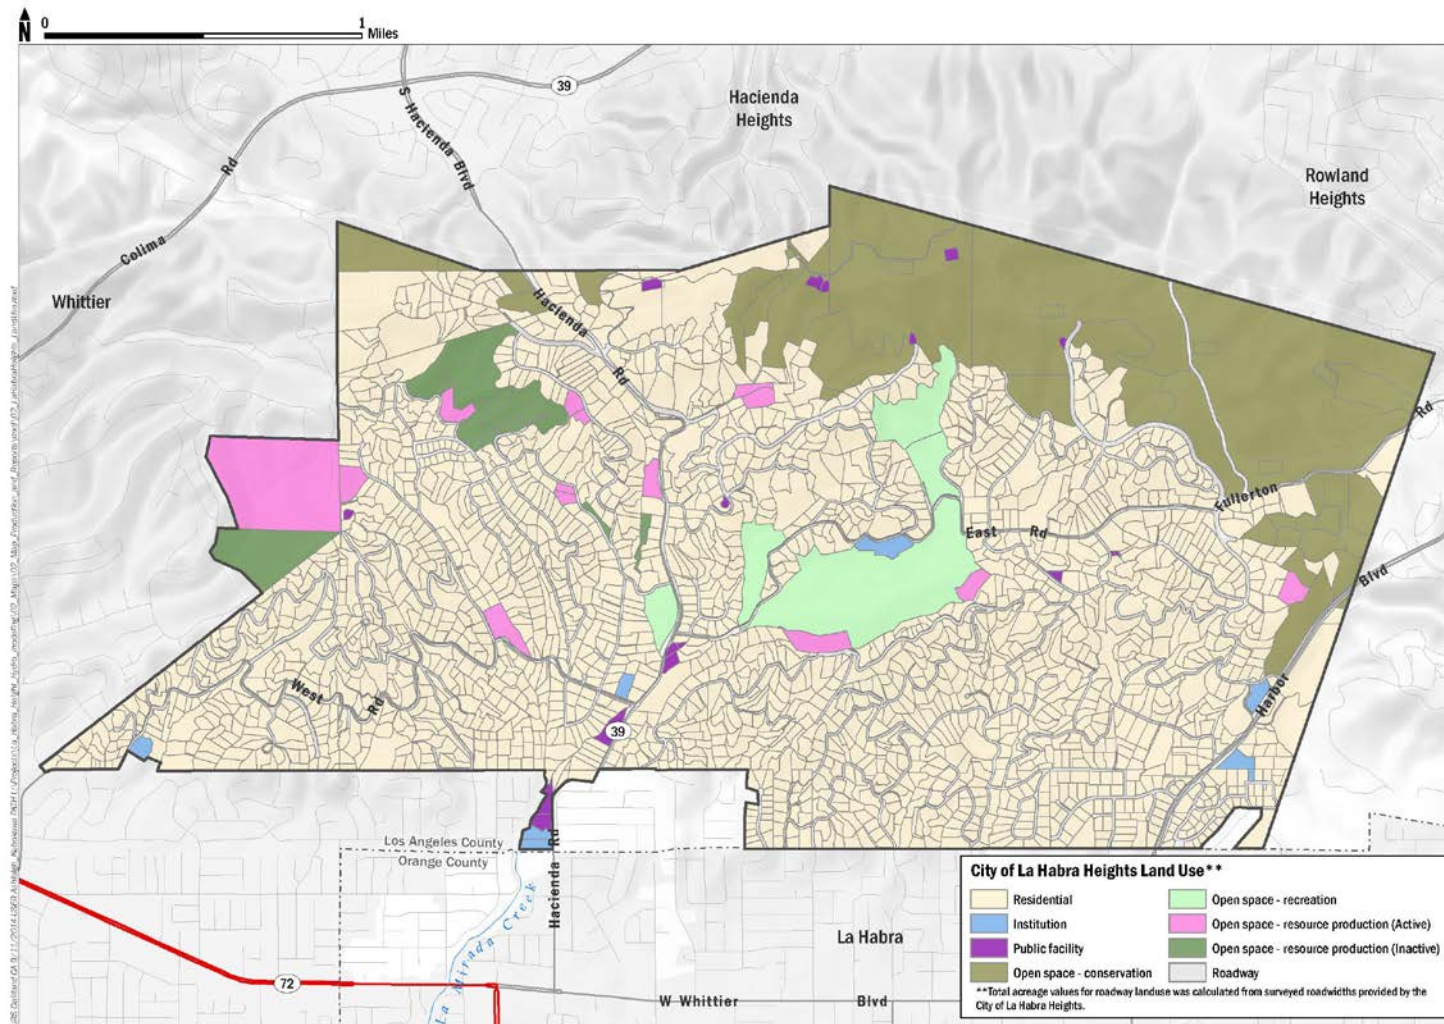 N
0 1 Miles
39
S Hacienda Blvd
Hacienda
Heights
Rowland
Heights
Colima Rd
Whittier
Hacienda Rd
Rd
Fullerton
East Rd
Blvd
Harbor
West Rd
39
Los Angeles County
Orange County
Hacienda Rd
La Mirada Creek
72
La Habra
W Whittier Blvd
City of La Habra Heights Land Use**
Residential
Institution
Public facility
Open space - conservation
Open space - recreation
Open space - resource production (Active)
Open space - resource production (Inactive)
Roadway
**Total acreage values for roadway landuse was calculated from surveyed roadwidths provided by the
City of La Habra Heights.